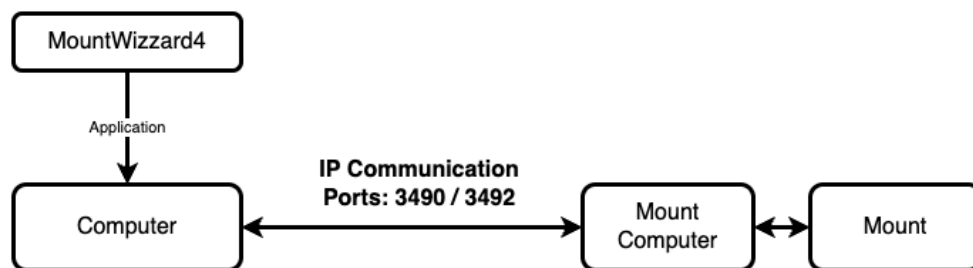 MountWizzard4
Application
IP Communication
Ports: 3490 / 3492
Computer
Mount
Computer
Mount